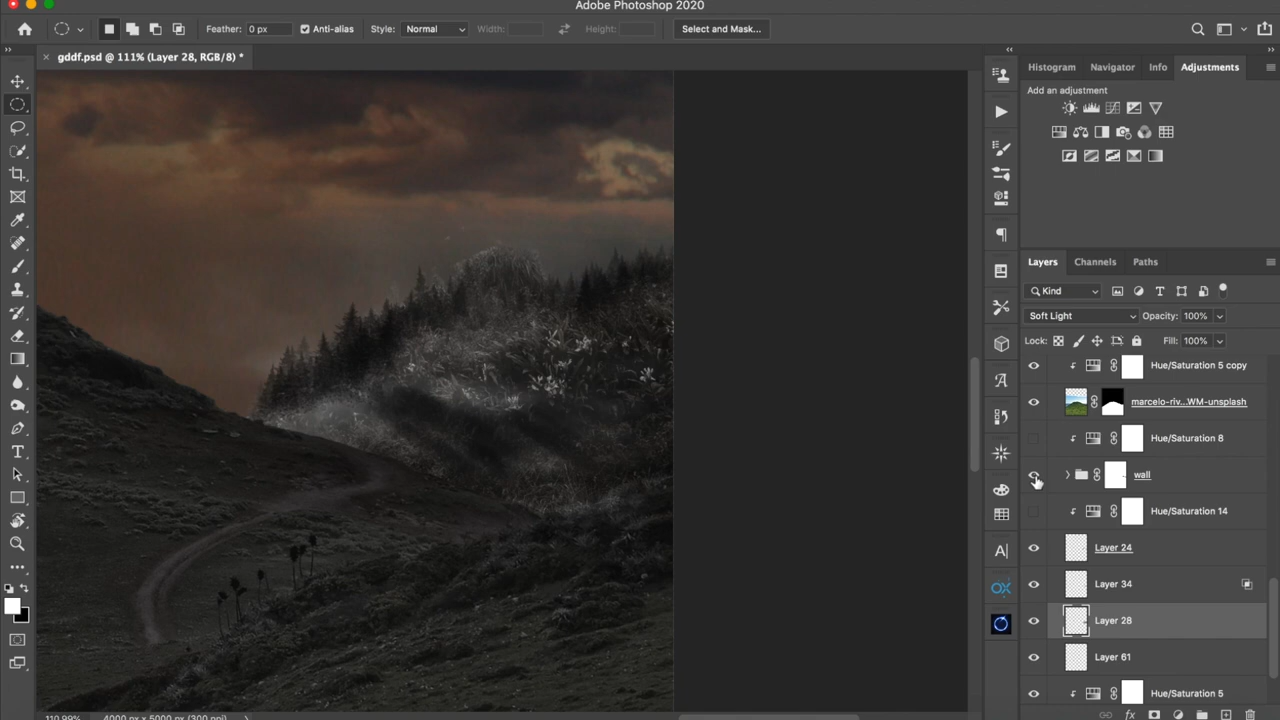 Adobe Photoshop 2020
Feather: 0 px Anti-alias Style: Normal Width: Height: Select and Mask...
gddf.psd @ 111% (Layer 28, RGB/8) *
Histogram Navigator Info Adjustments
Add an adjustment
Layers Channels Paths
Kind
Soft Light Opacity: 100%
Lock: Fill: 100%
Hue/Saturation 5 copy
marcelo-riv...WM-unsplash
Hue/Saturation 8
wall
Hue/Saturation 14
Layer 24
Layer 34
Layer 28
Layer 61
Hue/Saturation 5
110.99% 4000 px x 5000 px (300 ppi)